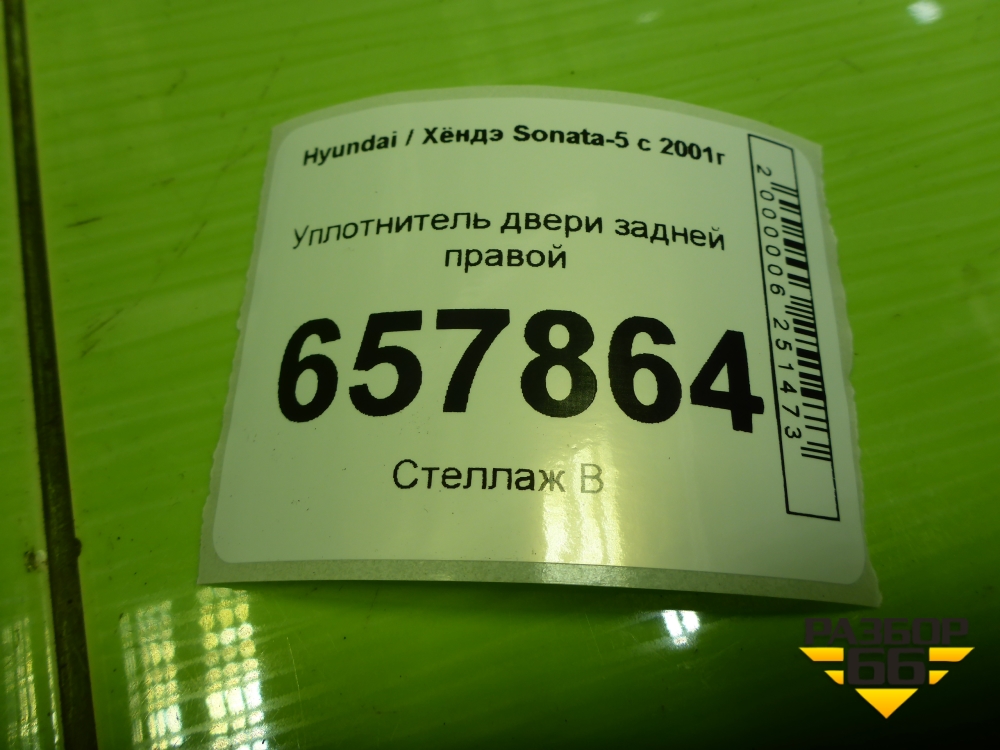 Hyundai / Хёндэ Sonata-5 с 2001г
Уплотнитель двери задней
правой
657864
Стеллаж В
2000006251473
РАЗБОР
66